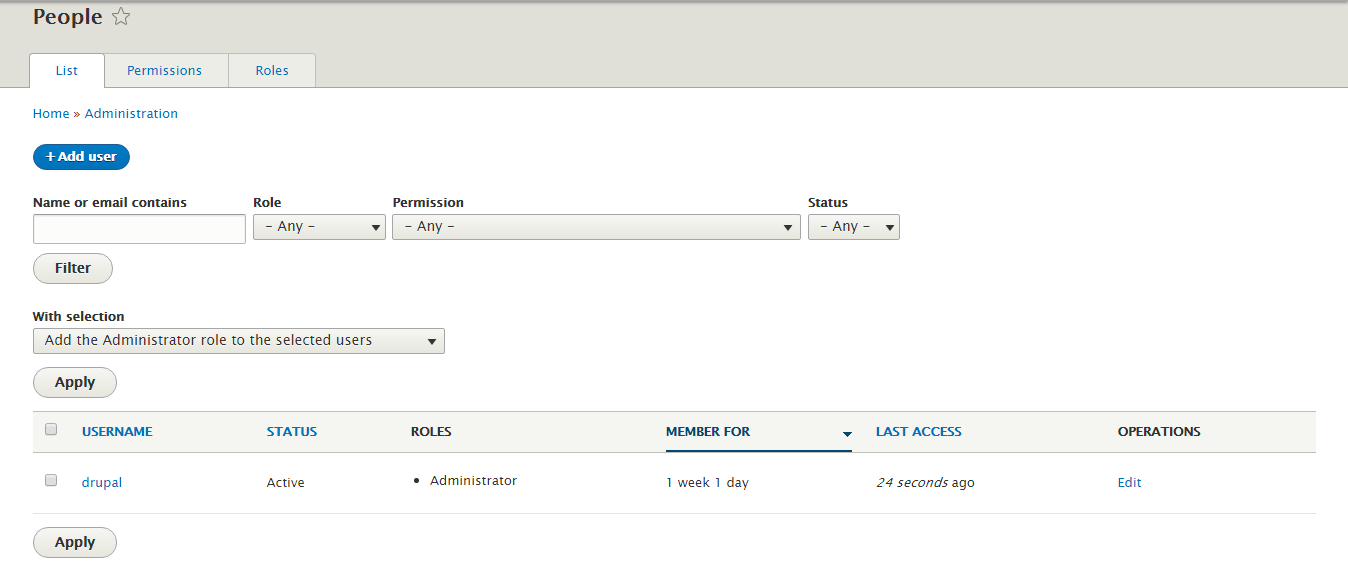 People
List Permissions Roles
Home » Administration
+ Add user
Name or email contains Role Permission Status
- Any - - Any - - Any -
Filter
With selection
Add the Administrator role to the selected users
Apply
USERNAME STATUS ROLES MEMBER FOR LAST ACCESS OPERATIONS
drupal Active • Administrator 1 week 1 day 24 seconds ago Edit
Apply